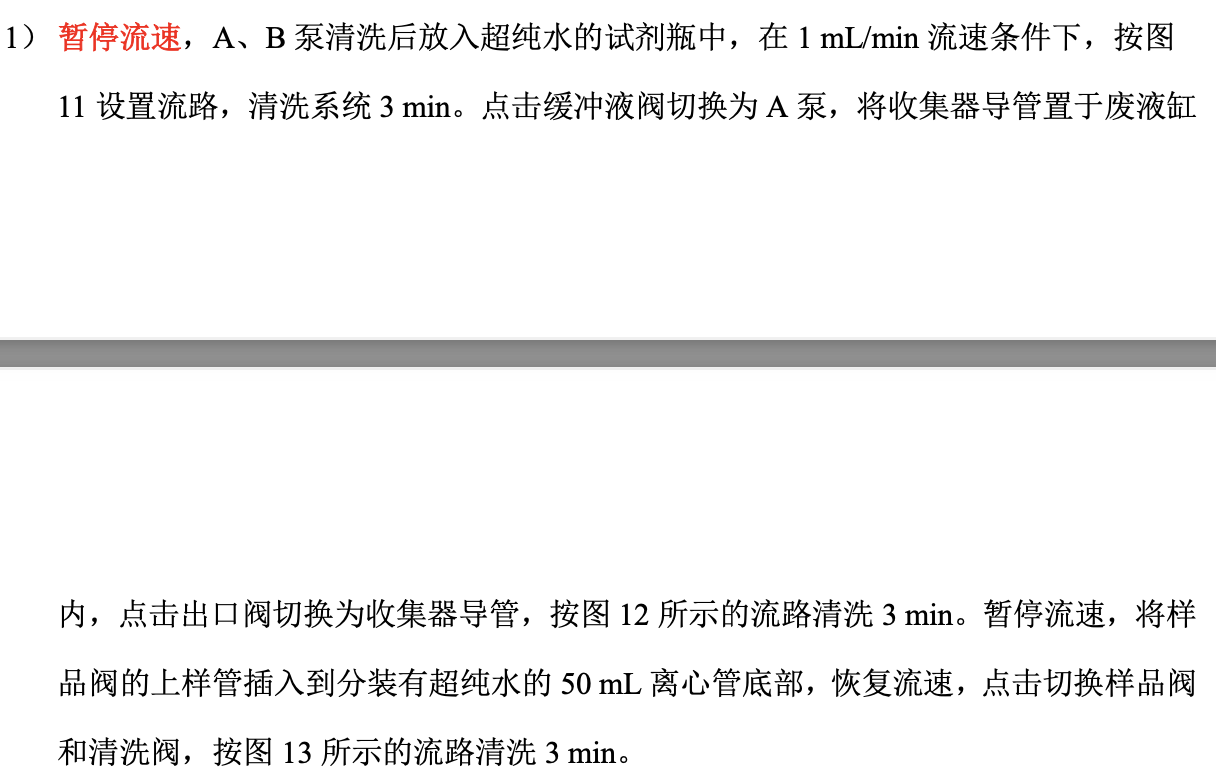 1） 暂停流速，A、B 泵清洗后放入超纯水的试剂瓶中，在 1 mL/min 流速条件下，按图
11 设置流路，清洗系统 3 min。点击缓冲液阀切换为 A 泵，将收集器导管置于废液缸
内，点击出口阀切换为收集器导管，按图 12 所示的流路清洗 3 min。暂停流速，将样
品阀的上样管插入到分装有超纯水的 50 mL 离心管底部，恢复流速，点击切换样品阀
和清洗阀，按图 13 所示的流路清洗 3 min。